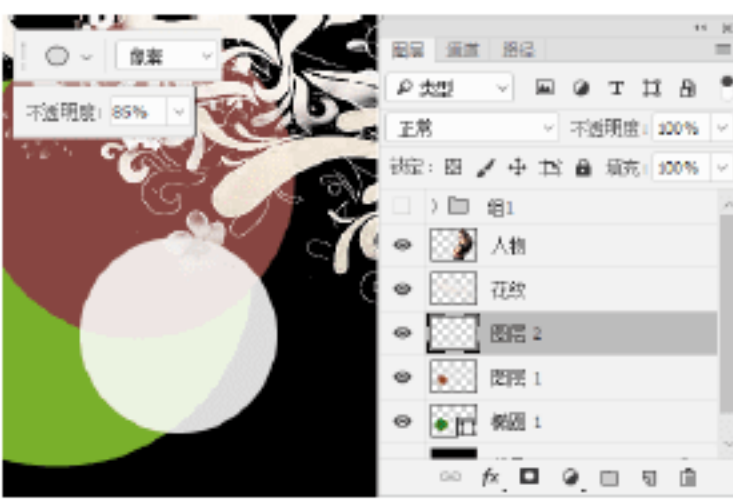 像素
不透明度: 85%
图层 通道 路径
类型
正常 不透明度: 100%
锁定: 填充: 100%
组1
人物
花纹
图层 2
图层 1
椭圆 1
fx